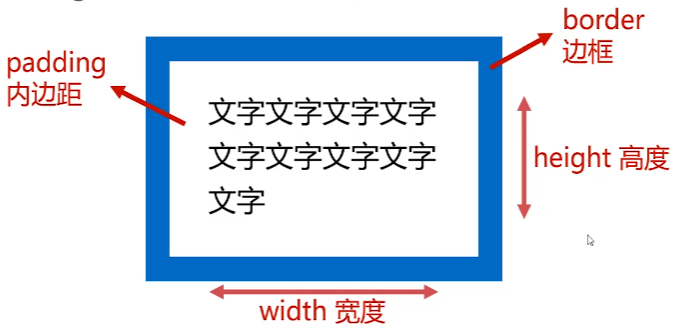 border
边框
padding
内边距
文字文字文字文字
文字文字文字文字
文字
height 高度
width 宽度